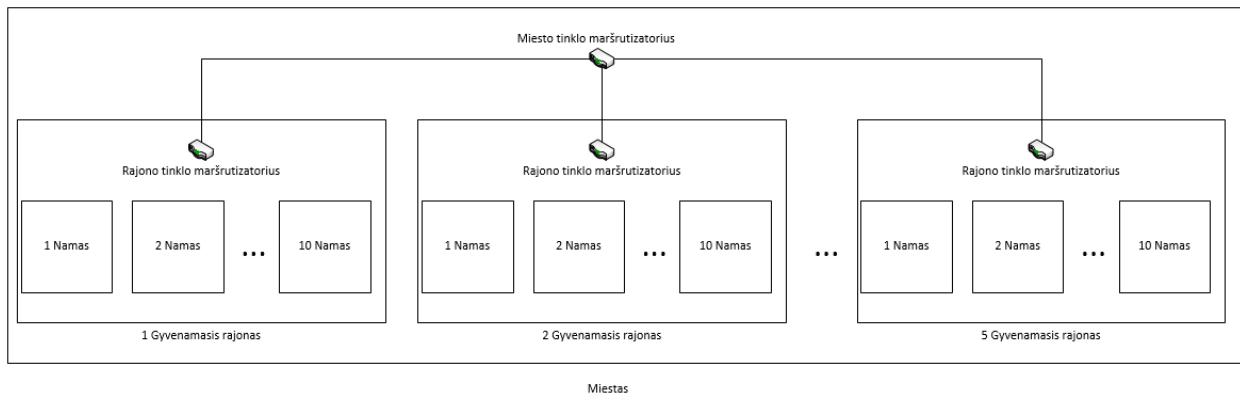 Miesto tinklo maršrutizatorius
Rajono tinklo maršrutizatorius
Rajono tinklo maršrutizatorius
Rajono tinklo maršrutizatorius
1 Namas
2 Namas
...
10 Namas
1 Namas
2 Namas
...
10 Namas
...
1 Namas
2 Namas
...
10 Namas
1 Gyvenamasis rajonas
2 Gyvenamasis rajonas
5 Gyvenamasis rajonas
Miestas